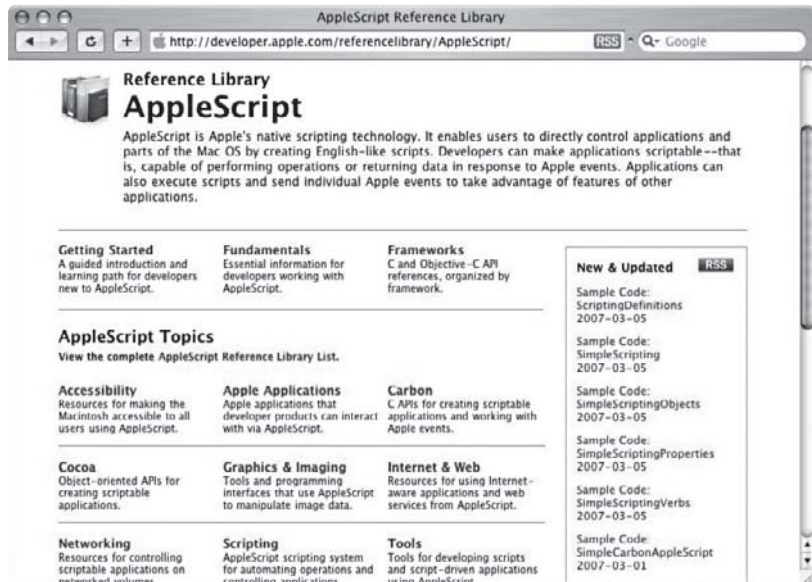 AppleScript Reference Library
http://developer.apple.com/referencelibrary/AppleScript/
RSS
Google
Reference Library
AppleScript
AppleScript is Apple's native scripting technology. It enables users to directly control applications and
parts of the Mac OS by creating English-like scripts. Developers can make applications scriptable--that
is, capable of performing operations or returning data in response to Apple events. Applications can
also execute scripts and send individual Apple events to take advantage of features of other
applications.
Getting Started
A guided introduction and
learning path for developers
new to AppleScript.
Fundamentals
Essential information for
developers working with
AppleScript.
Frameworks
C and Objective-C API
references, organized by
framework.
AppleScript Topics
View the complete AppleScript Reference Library List.
Accessibility
Resources for making the
Macintosh accessible to all
users using AppleScript.
Apple Applications
Apple applications that
developer products can interact
with via AppleScript.
Carbon
C APIs for creating scriptable
applications and working with
Apple events.
Cocoa
Object-oriented APIs for
creating scriptable
applications.
Graphics & Imaging
Tools and programming
interfaces that use AppleScript
to manipulate image data.
Internet & Web
Resources for using Internet-
aware applications and web
services from AppleScript.
Networking
Resources for controlling
scriptable applications on
networked volumes
Scripting
AppleScript scripting system
for automating operations and
controlling applications
Tools
Tools for developing scripts
and script-driven applications
using AppleScript
New & Updated
RSS
Sample Code:
ScriptingDefinitions
2007-03-05
Sample Code:
SimpleScripting
2007-03-05
Sample Code:
SimpleScriptingObjects
2007-03-05
Sample Code:
SimpleScriptingProperties
2007-03-05
Sample Code:
SimpleScriptingVerbs
2007-03-05
Sample Code:
SimpleCarbonAppleScript
2007-03-01